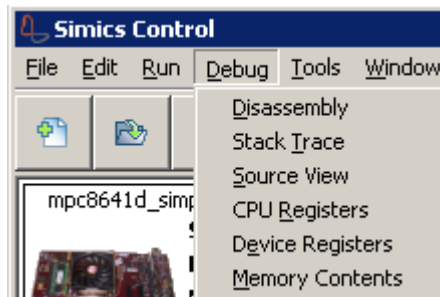 Simics Control
File Edit Run Debug Tools Window
Disassembly
Stack Trace
Source View
CPU Registers
Device Registers
Memory Contents